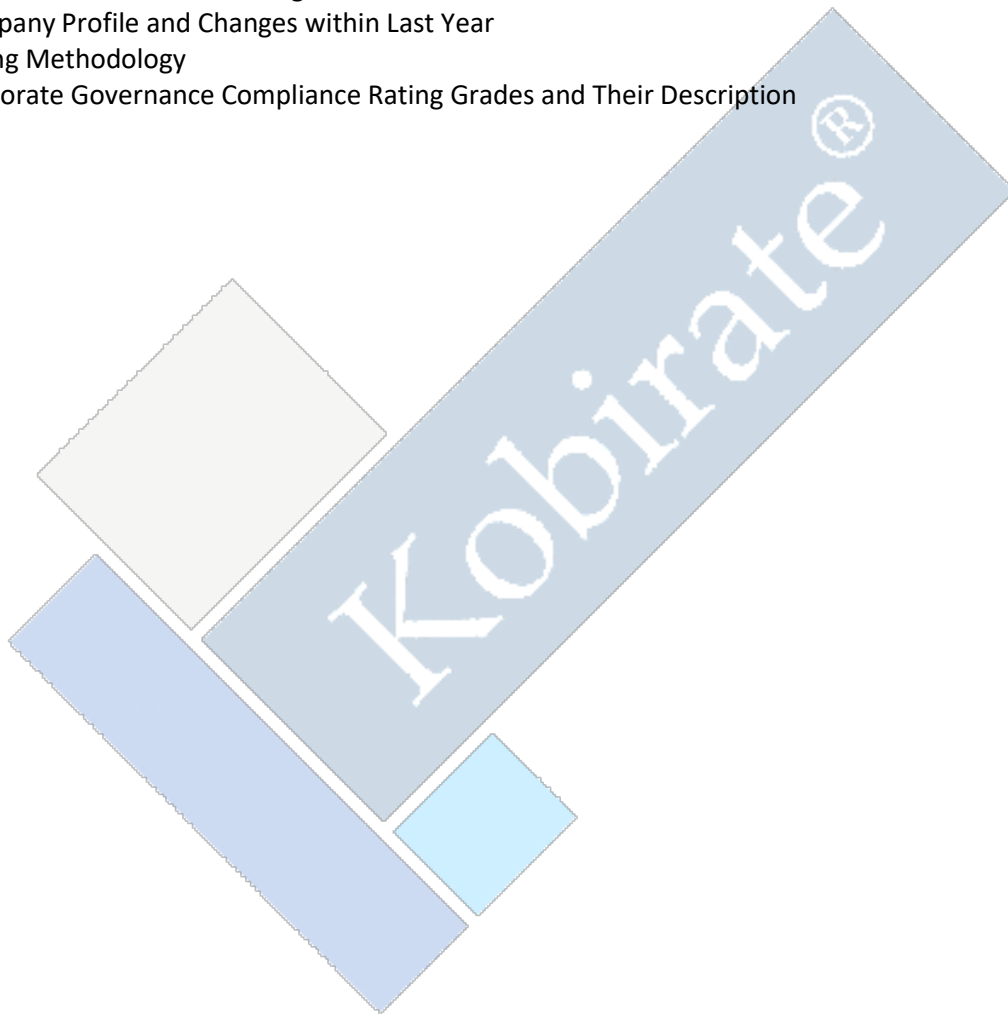 pany Profile and Changes within Last Year
ng Methodology
orate Governance Compliance Rating Grades and Their Description
Kobirate®